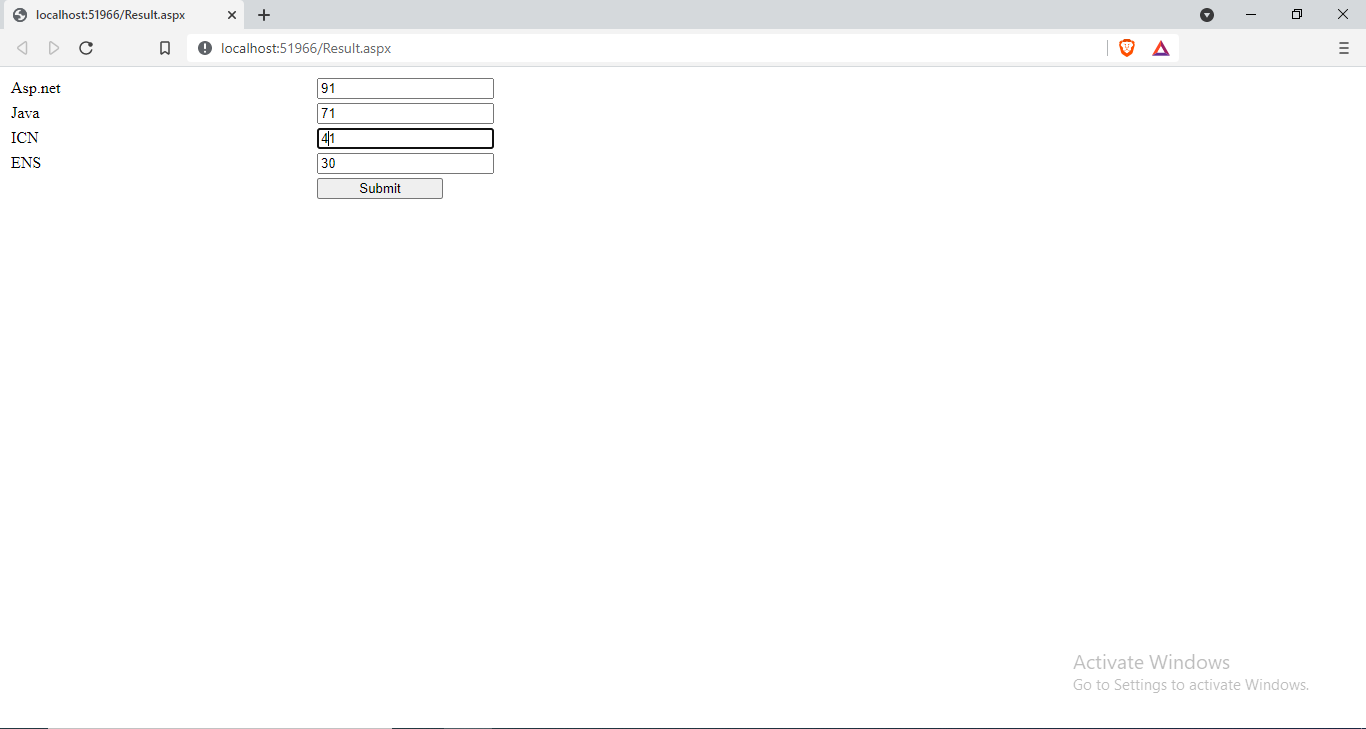 localhost:51966/Result.aspx
localhost:51966/Result.aspx
Asp.net 91
Java 71
ICN 41
ENS 30
Submit
Activate Windows
Go to Settings to activate Windows.